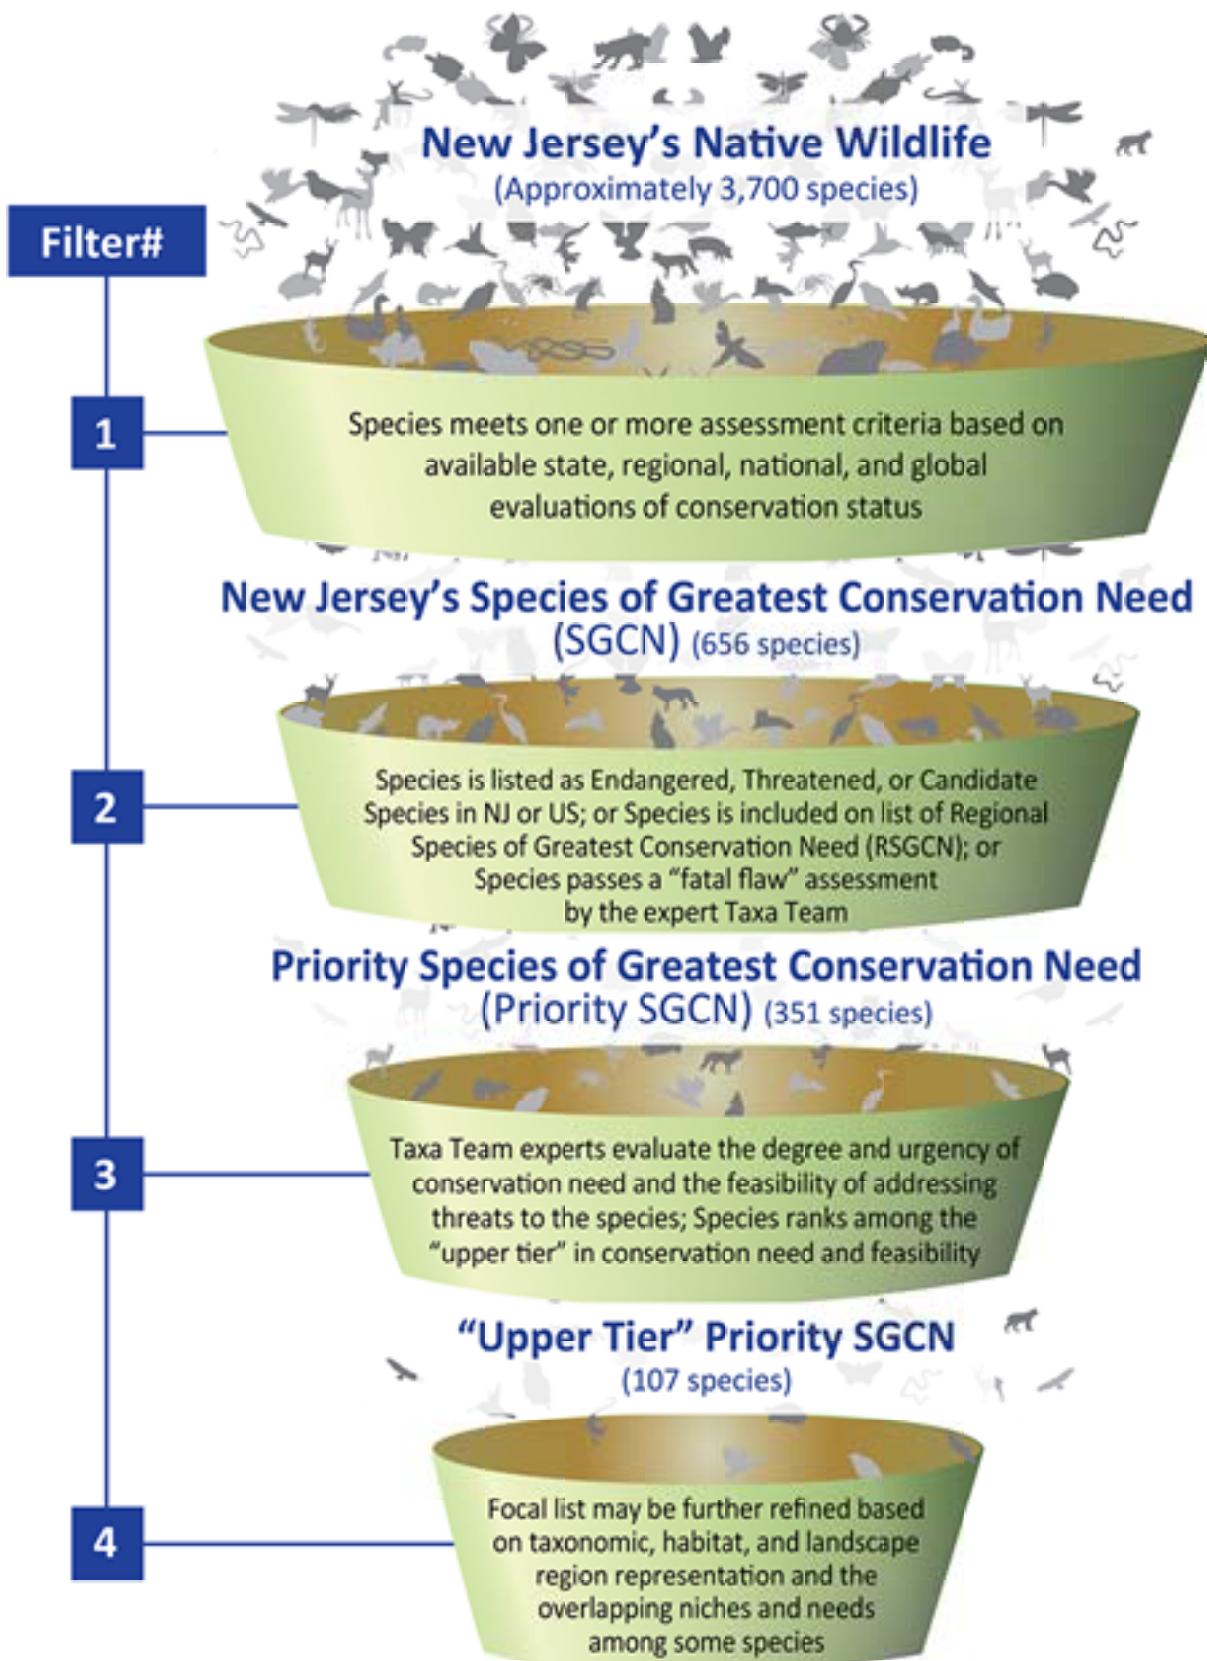 New Jersey's Native Wildlife
(Approximately 3,700 species)
Filter#
1
Species meets one or more assessment criteria based on
available state, regional, national, and global
evaluations of conservation status
New Jersey's Species of Greatest Conservation Need
(SGCN) (656 species)
2
Species is listed as Endangered, Threatened, or Candidate
Species in NJ or US; or Species is included on list of Regional
Species of Greatest Conservation Need (RSGCN); or
Species passes a "fatal flaw" assessment
by the expert Taxa Team
Priority Species of Greatest Conservation Need
(Priority SGCN) (351 species)
3
Taxa Team experts evaluate the degree and urgency of
conservation need and the feasibility of addressing
threats to the species; Species ranks among the
"upper tier" in conservation need and feasibility
"Upper Tier" Priority SGCN
(107 species)
4
Focal list may be further refined based
on taxonomic, habitat, and landscape
region representation and the
overlapping niches and needs
among some species